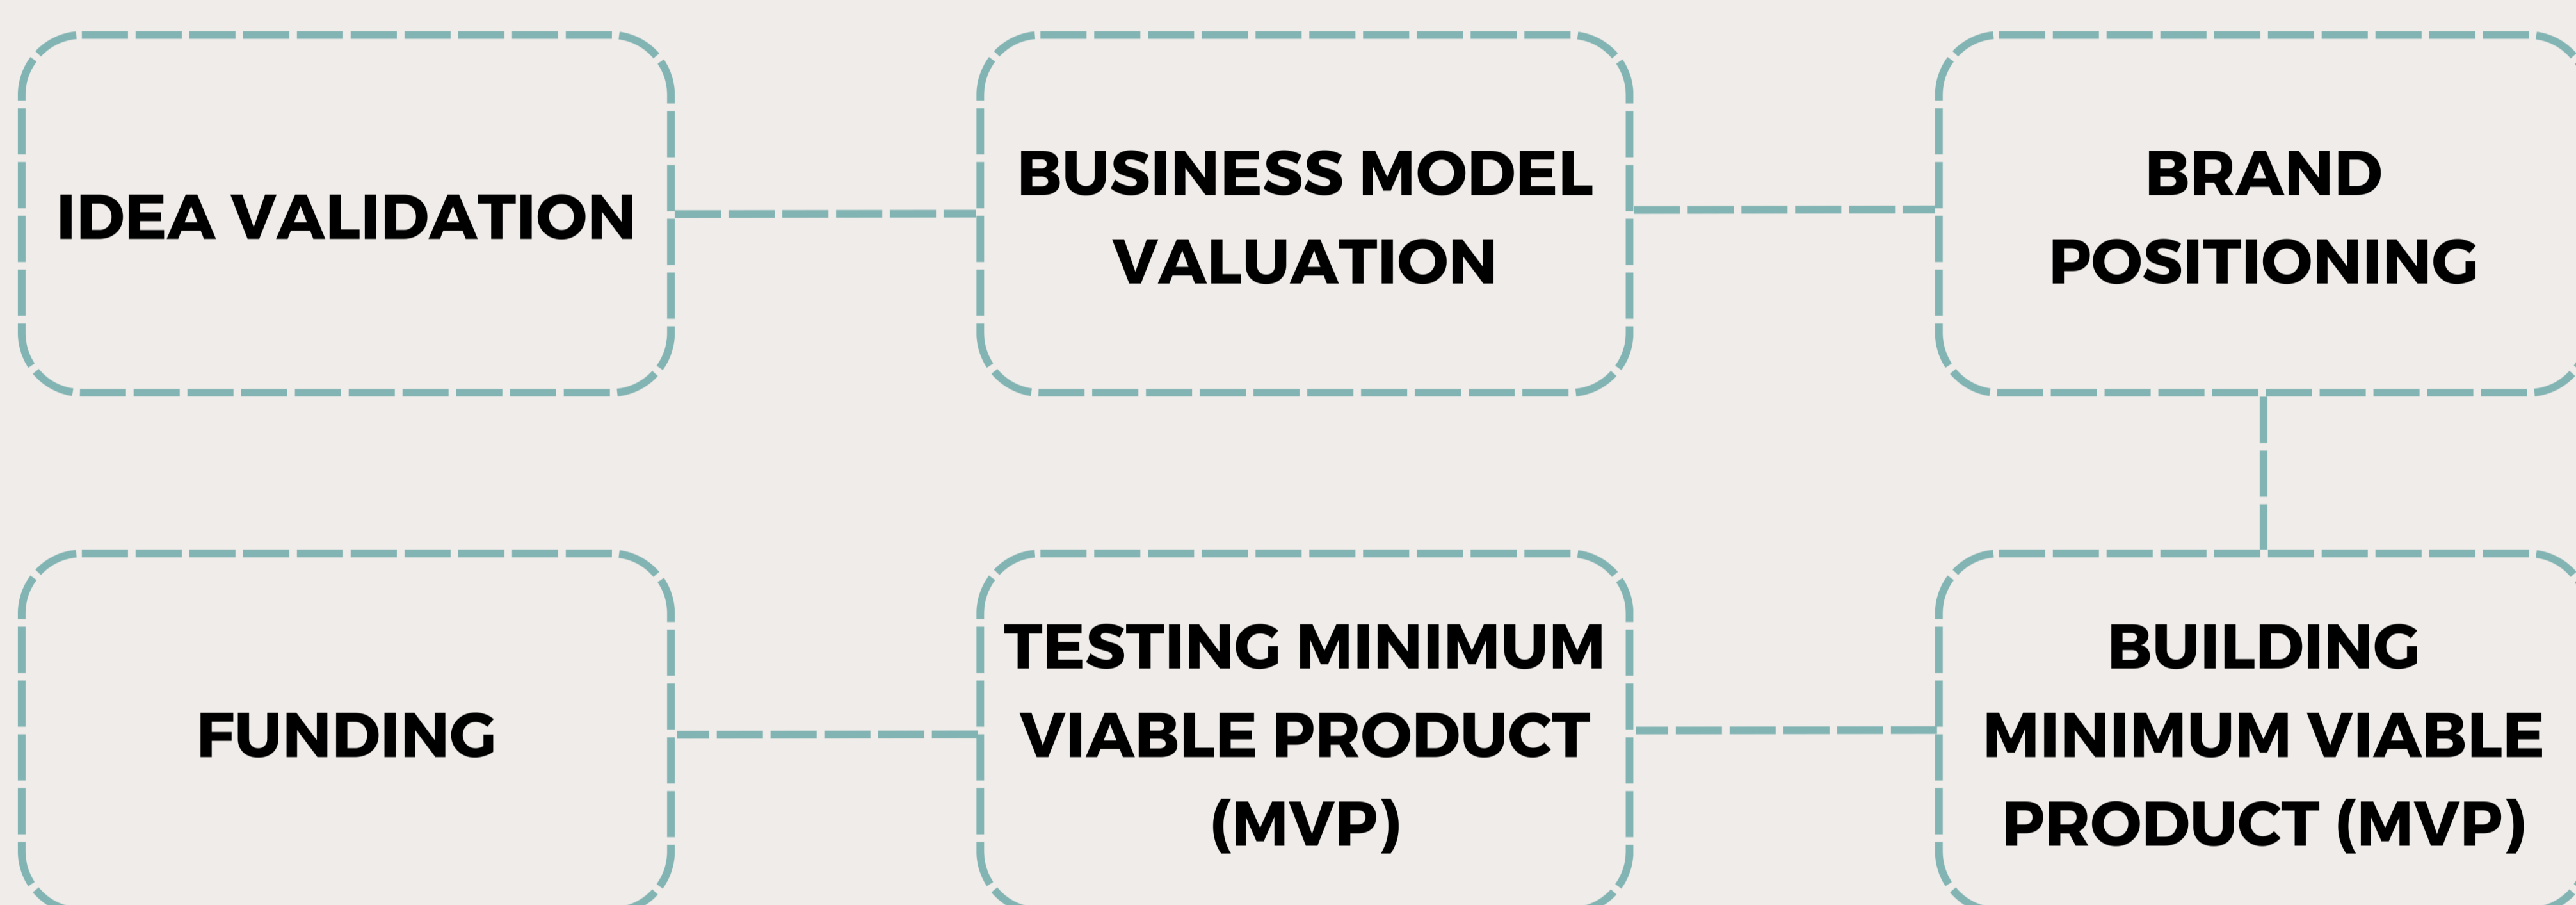 IDEA VALIDATION
BUSINESS MODEL
VALUATION
BRAND
POSITIONING
FUNDING
TESTING MINIMUM
VIABLE PRODUCT
(MVP)
BUILDING
MINIMUM VIABLE
PRODUCT (MVP)